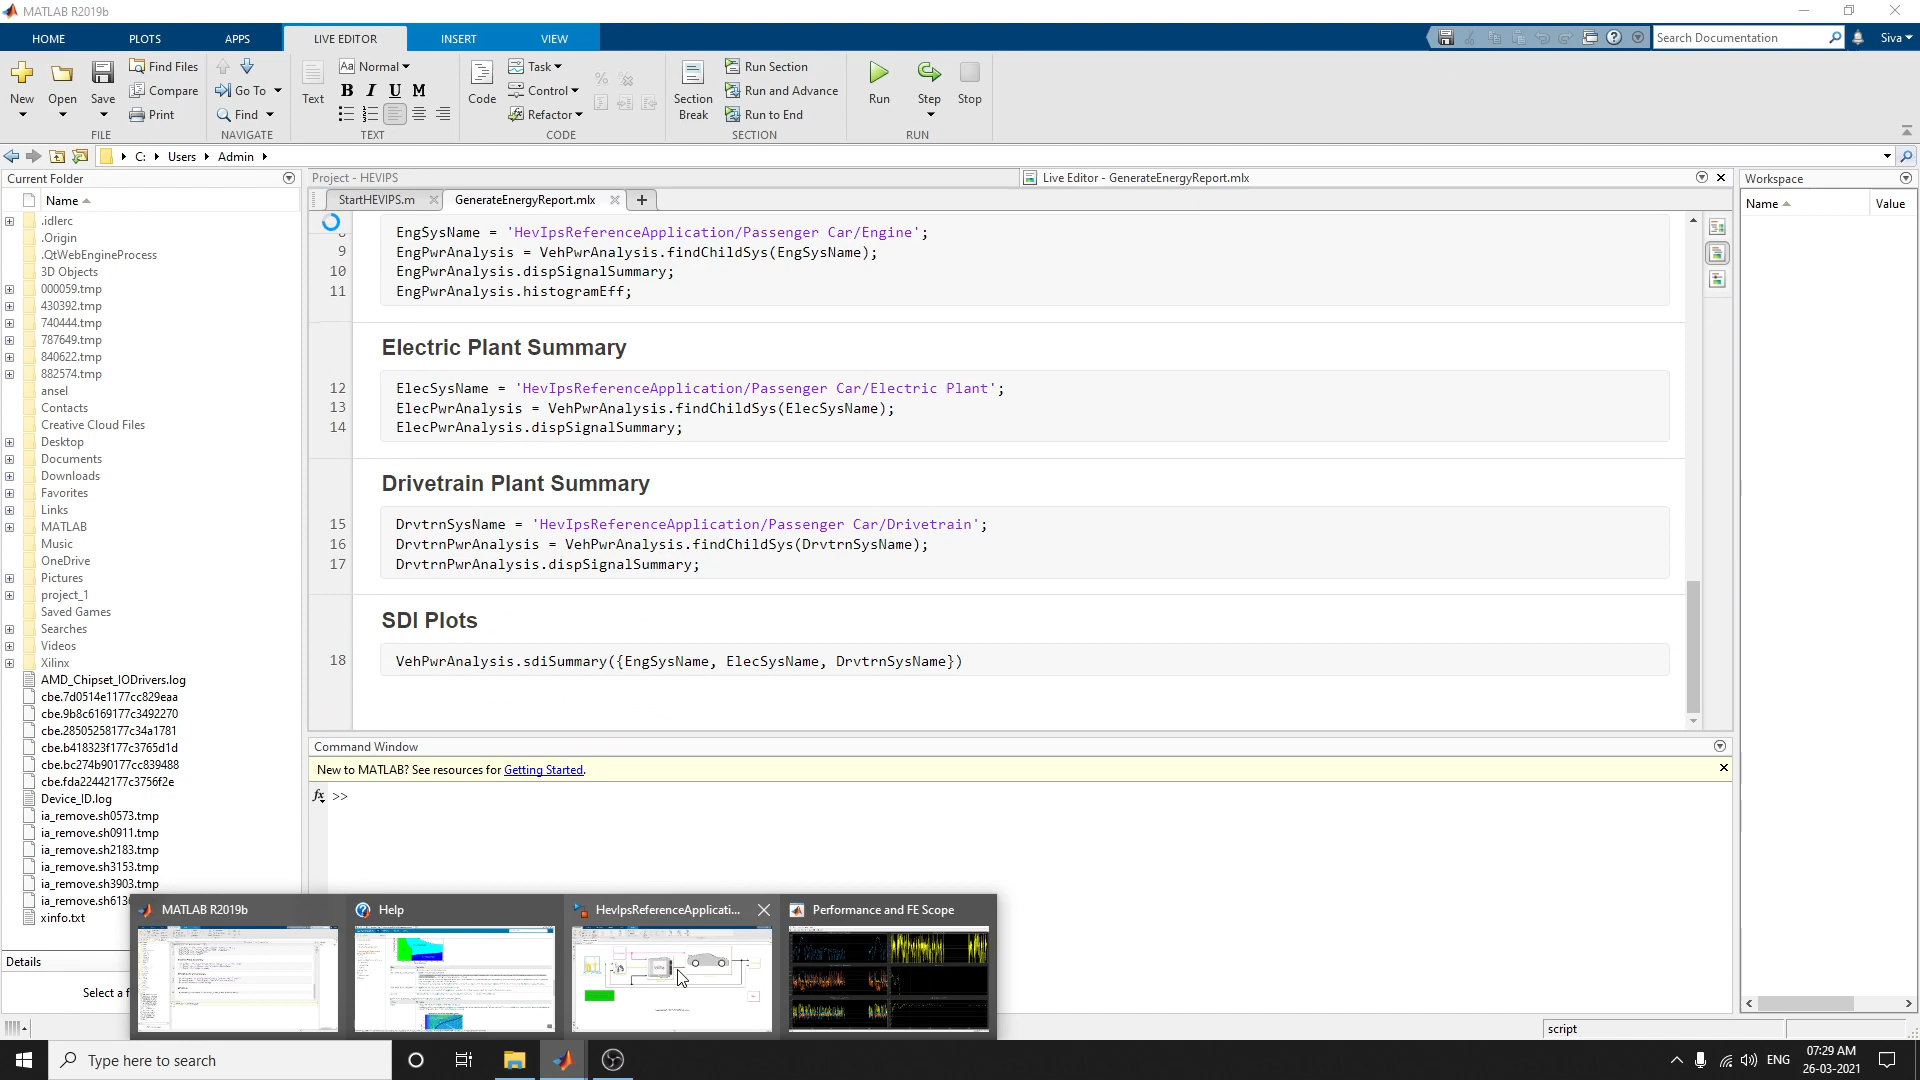 MATLAB R2019b
HOME PLOTS APPS LIVE EDITOR INSERT VIEW
Search Documentation Siva
New Open Save Find Files Compare Print
FILE
Go To Find
NAVIGATE
Text Aa Normal B I U M
TEXT
Code Task Control Refactor
CODE
Section Break Run Section Run and Advance Run to End
SECTION
Run Step Stop
RUN
C: Users Admin
Current Folder
Name
.idlerc
.Origin
.QtWebEngineProcess
3D Objects
000059.tmp
430392.tmp
740444.tmp
787649.tmp
840622.tmp
882574.tmp
ansel
Contacts
Creative Cloud Files
Desktop
Documents
Downloads
Favorites
Links
MATLAB
Music
OneDrive
Pictures
project_1
Saved Games
Searches
Videos
Xilinx
AMD_Chipset_IODrivers.log
cbe.7d0514e1177cc829eaa
cbe.9b8c6169177c3492270
cbe.28505258177c34a1781
cbe.b418323f177c3765d1d
cbe.bc274b90177cc839488
cbe.fda22442177c3756f2e
Device_ID.log
ia_remove.sh0573.tmp
ia_remove.sh0911.tmp
ia_remove.sh2183.tmp
ia_remove.sh3153.tmp
ia_remove.sh3903.tmp
xinfo.txt
Details
Project - HEVIPS
Live Editor - GenerateEnergyReport.mlx
StartHEVIPS.m GenerateEnergyReport.mlx
8 EngSysName = 'HevIpsReferenceApplication/Passenger Car/Engine';
9 EngPwrAnalysis = VehPwrAnalysis.findChildSys(EngSysName);
10 EngPwrAnalysis.dispSignalSummary;
11 EngPwrAnalysis.histogramEff;
Electric Plant Summary
12 ElecSysName = 'HevIpsReferenceApplication/Passenger Car/Electric Plant';
13 ElecPwrAnalysis = VehPwrAnalysis.findChildSys(ElecSysName);
14 ElecPwrAnalysis.dispSignalSummary;
Drivetrain Plant Summary
15 DrvtrnSysName = 'HevIpsReferenceApplication/Passenger Car/Drivetrain';
16 DrvtrnPwrAnalysis = VehPwrAnalysis.findChildSys(DrvtrnSysName);
17 DrvtrnPwrAnalysis.dispSignalSummary;
SDI Plots
18 VehPwrAnalysis.sdiSummary({EngSysName, ElecSysName, DrvtrnSysName})
Command Window
New to MATLAB? See resources for Getting Started.
fx >>
Workspace
Name Value
script
MATLAB R2019b
Help
HevIpsReferenceApplicati...
Performance and FE Scope
Type here to search
ENG
07:29 AM
26-03-2021